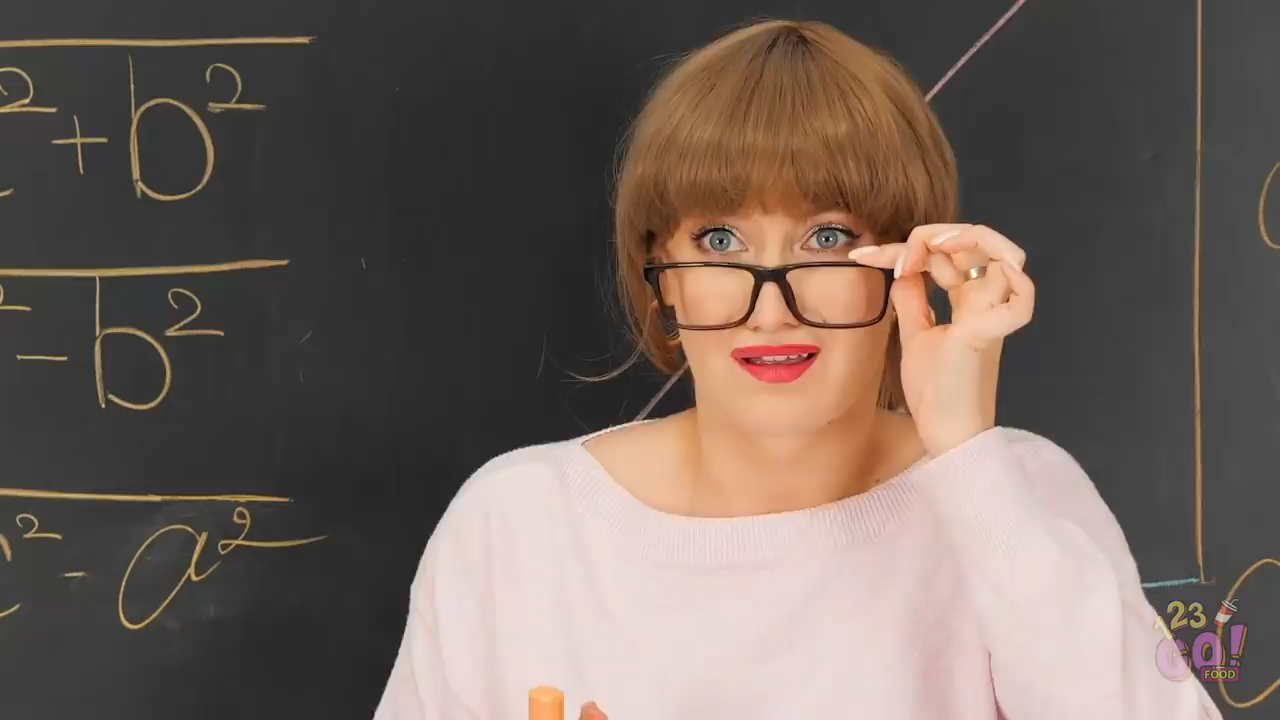 ² + b²
² - b²
² - a²
123
GO!
FOOD